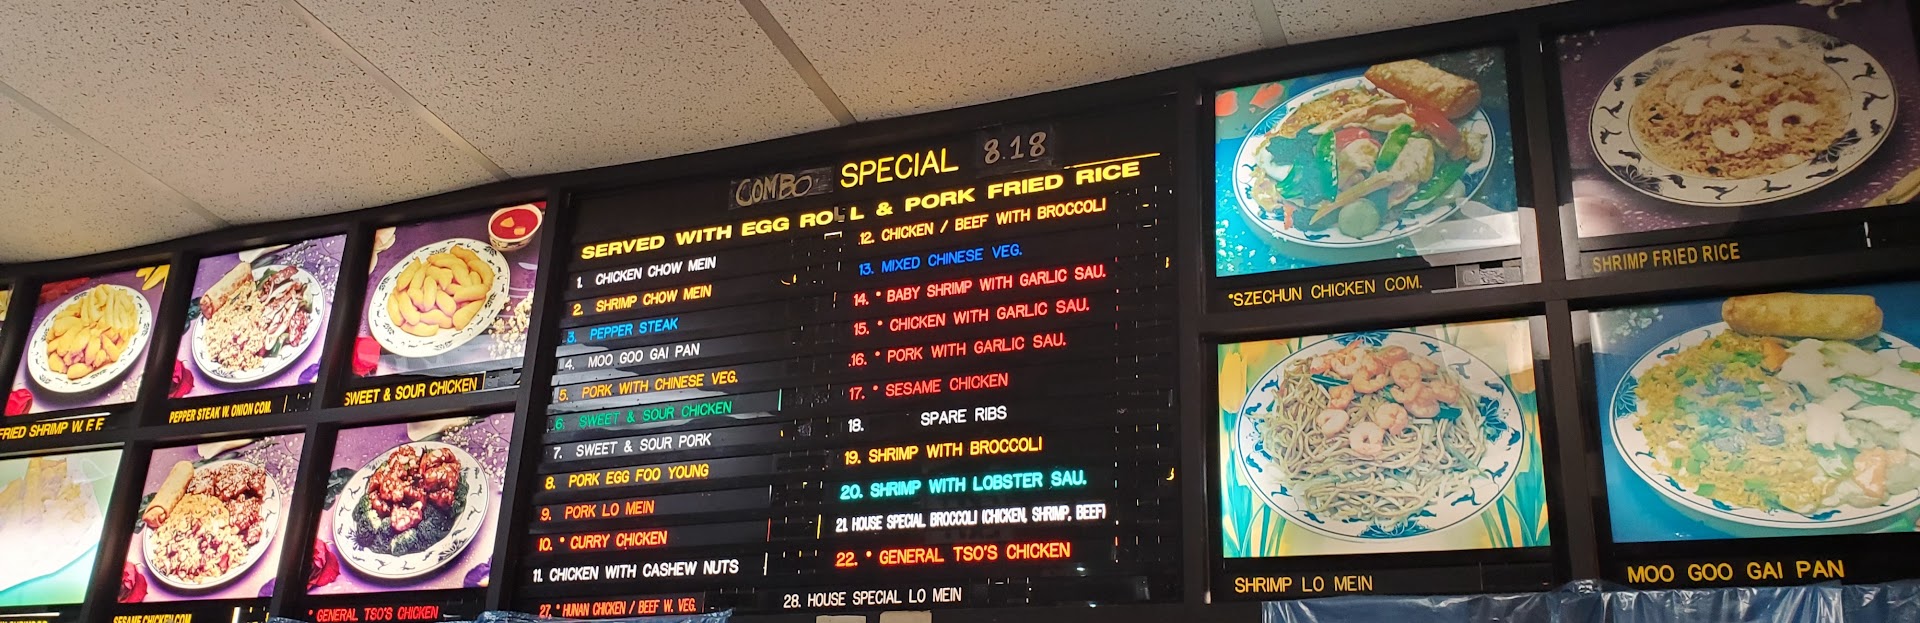 COMBO SPECIAL 8.18
SERVED WITH EGG ROLL & PORK FRIED RICE
1. CHICKEN CHOW MEIN
2. SHRIMP CHOW MEIN
3. PEPPER STEAK
4. MOO GOO GAI PAN
5. PORK WITH CHINESE VEG.
6. SWEET & SOUR CHICKEN
7. SWEET & SOUR PORK
8. PORK EGG FOO YOUNG
9. PORK LO MEIN
10. * CURRY CHICKEN
11. CHICKEN WITH CASHEW NUTS
27. * HUNAN CHICKEN / BEEF W. VEG.
12. CHICKEN / BEEF WITH BROCCOLI
13. MIXED CHINESE VEG.
14. * BABY SHRIMP WITH GARLIC SAU.
15. * CHICKEN WITH GARLIC SAU.
16. * PORK WITH GARLIC SAU.
17. * SESAME CHICKEN
18. SPARE RIBS
19. SHRIMP WITH BROCCOLI
20. SHRIMP WITH LOBSTER SAU.
21. HOUSE SPECIAL BROCCOLI (CHICKEN, SHRIMP, BEEF)
22. * GENERAL TSO'S CHICKEN
28. HOUSE SPECIAL LO MEIN
FRIED SHRIMP W. F. F
PEPPER STEAK W. ONION COM.
SWEET & SOUR CHICKEN
SESAME CHICKEN COM.
* GENERAL TSO'S CHICKEN
*SZECHUN CHICKEN COM.
SHRIMP FRIED RICE
SHRIMP LO MEIN
MOO GOO GAI PAN